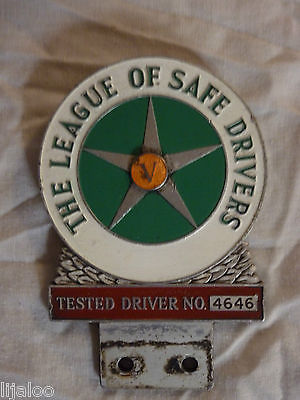 THE LEAGUE OF SAFE DRIVERS
V
TESTED DRIVER NO. 4646
lijaloo